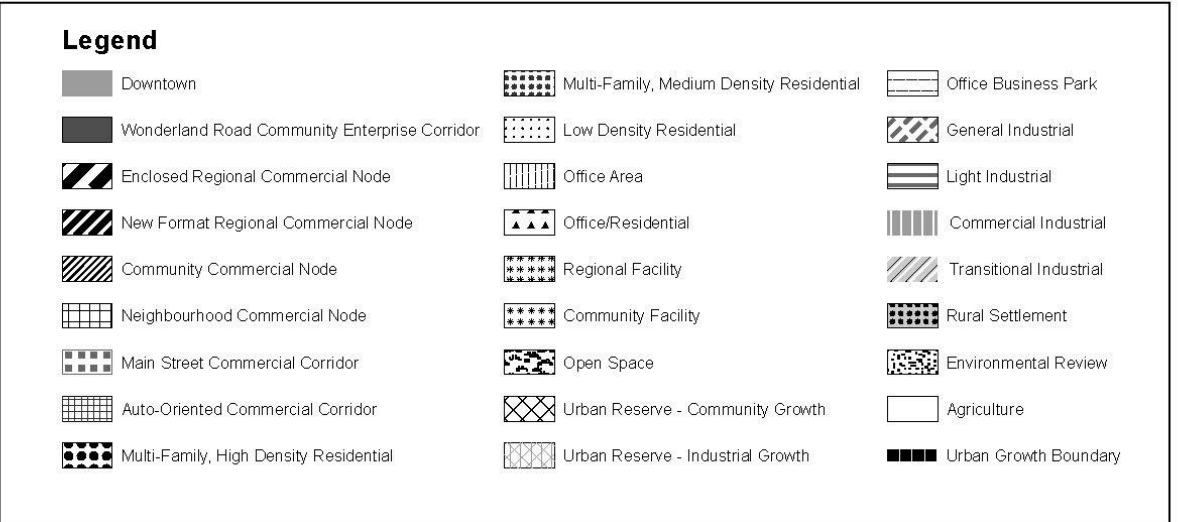 Legend
Downtown
Wonderland Road Community Enterprise Corridor
Enclosed Regional Commercial Node
New Format Regional Commercial Node
Community Commercial Node
Neighbourhood Commercial Node
Main Street Commercial Corridor
Auto-Oriented Commercial Corridor
Multi-Family, High Density Residential
Multi-Family, Medium Density Residential
Low Density Residential
Office Area
Office/Residential
Regional Facility
Community Facility
Open Space
Urban Reserve - Community Growth
Urban Reserve - Industrial Growth
Office Business Park
General Industrial
Light Industrial
Commercial Industrial
Transitional Industrial
Rural Settlement
Environmental Review
Agriculture
Urban Growth Boundary